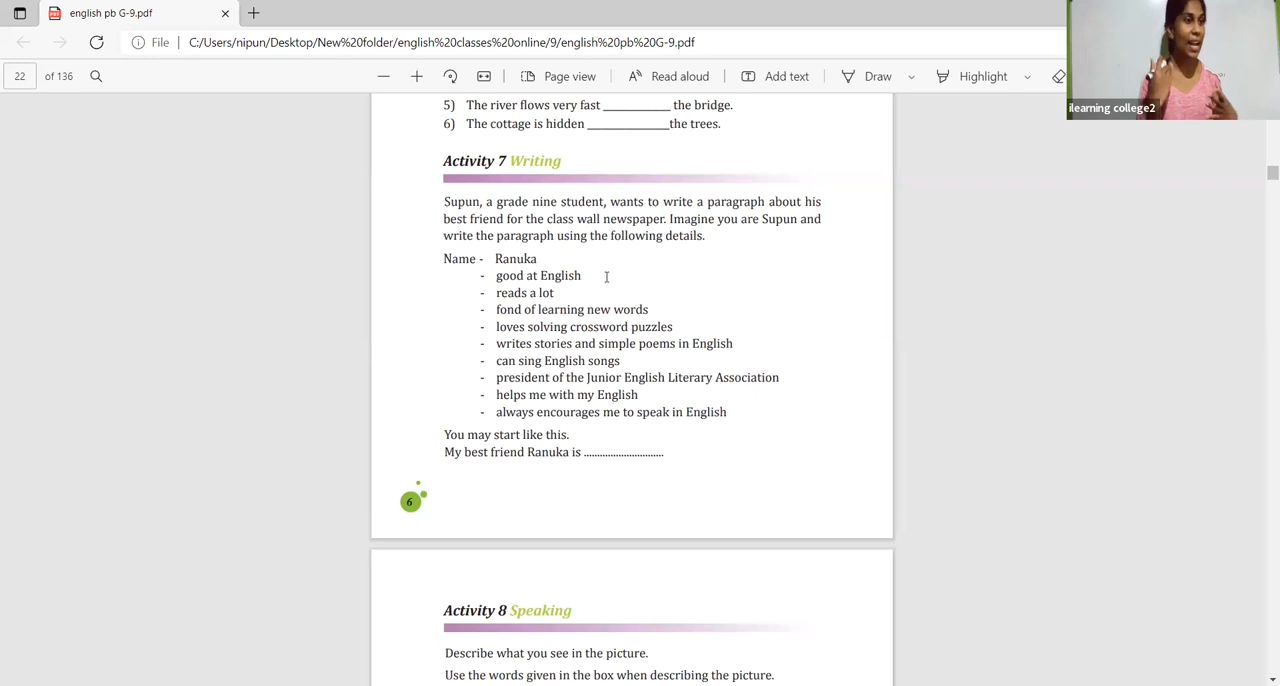 english pb G-9.pdf
File
C:/Users/nipun/Desktop/New%20folder/english%20classes%20online/9/english%20pb%20G-9.pdf
22 of 136
Page view
Read aloud
Add text
Draw
Highlight
ilearning college2
5) The river flows very fast ____________ the bridge.
6) The cottage is hidden _______________the trees.
Activity 7 Writing
Supun, a grade nine student, wants to write a paragraph about his
best friend for the class wall newspaper. Imagine you are Supun and
write the paragraph using the following details.
Name - Ranuka
- good at English
- reads a lot
- fond of learning new words
- loves solving crossword puzzles
- writes stories and simple poems in English
- can sing English songs
- president of the Junior English Literary Association
- helps me with my English
- always encourages me to speak in English
You may start like this.
My best friend Ranuka is .............................
6
Activity 8 Speaking
Describe what you see in the picture.
Use the words given in the box when describing the picture.